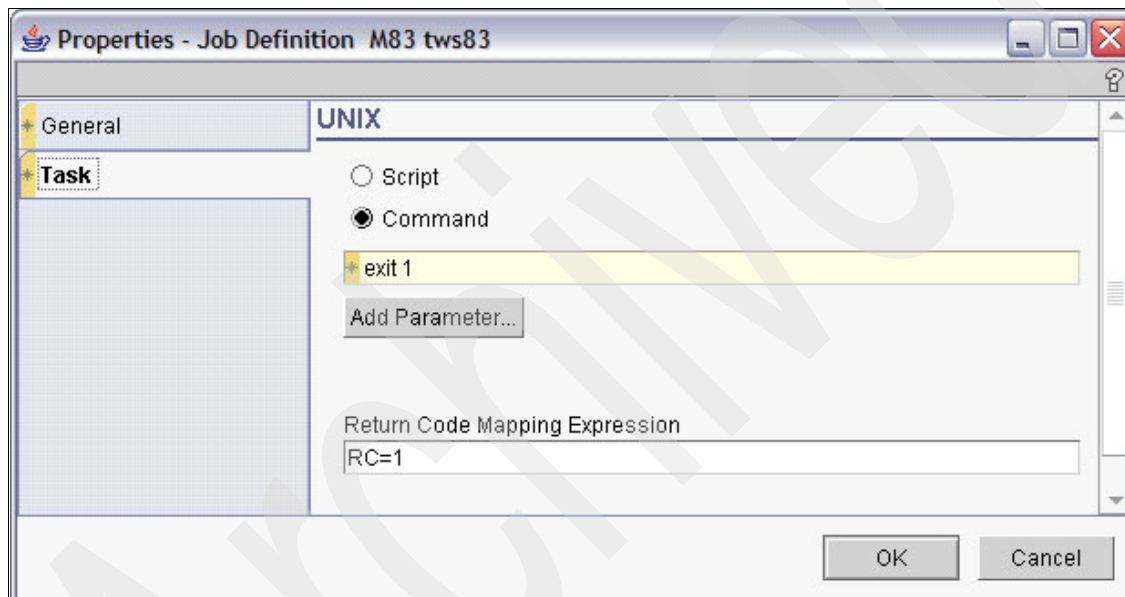 Properties - Job Definition M83 tws83
General
Task
UNIX
Script
Command
exit 1
Add Parameter...
Return Code Mapping Expression
RC=1
OK
Cancel
Archived